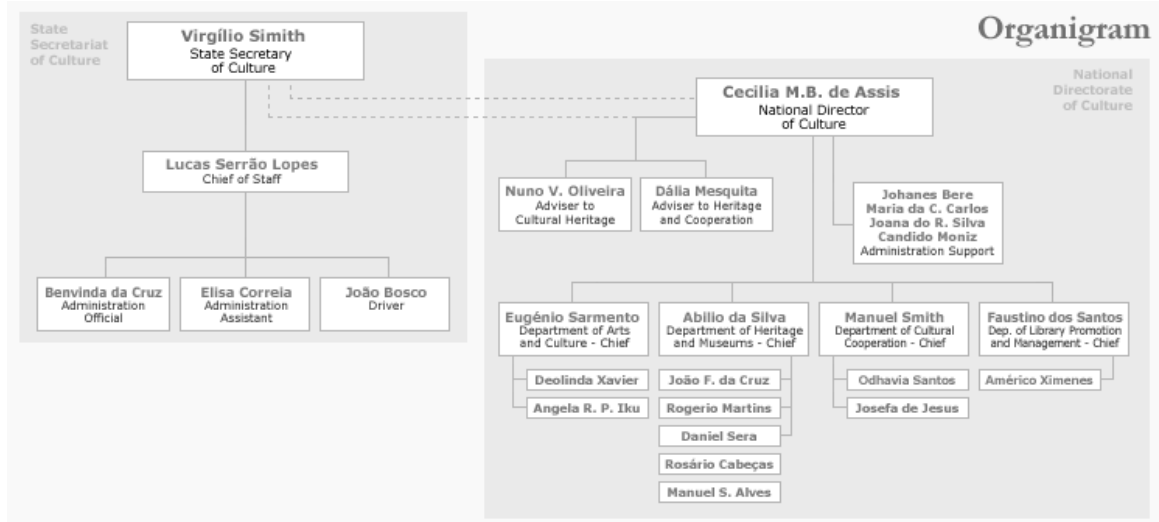 Organigram
State
Secretariat
of Culture
Virgílio Simith
State Secretary
of Culture
Lucas Serrão Lopes
Chief of Staff
Benvinda da Cruz
Administration
Official
Elisa Correia
Administration
Assistant
João Bosco
Driver
National
Directorate
of Culture
Cecilia M.B. de Assis
National Director
of Culture
Nuno V. Oliveira
Adviser to
Cultural Heritage
Dália Mesquita
Adviser to Heritage
and Cooperation
Johanes Bere
Maria da C. Carlos
Joana do R. Silva
Candido Moniz
Administration Support
Eugénio Sarmento
Department of Arts
and Culture - Chief
Deolinda Xavier
Angela R. P. Iku
Abilio da Silva
Department of Heritage
and Museums - Chief
João F. da Cruz
Rogerio Martins
Daniel Sera
Rosário Cabeças
Manuel S. Alves
Manuel Smith
Department of Cultural
Cooperation - Chief
Odhavia Santos
Josefa de Jesus
Faustino dos Santos
Dep. of Library Promotion
and Management - Chief
Américo Ximenes